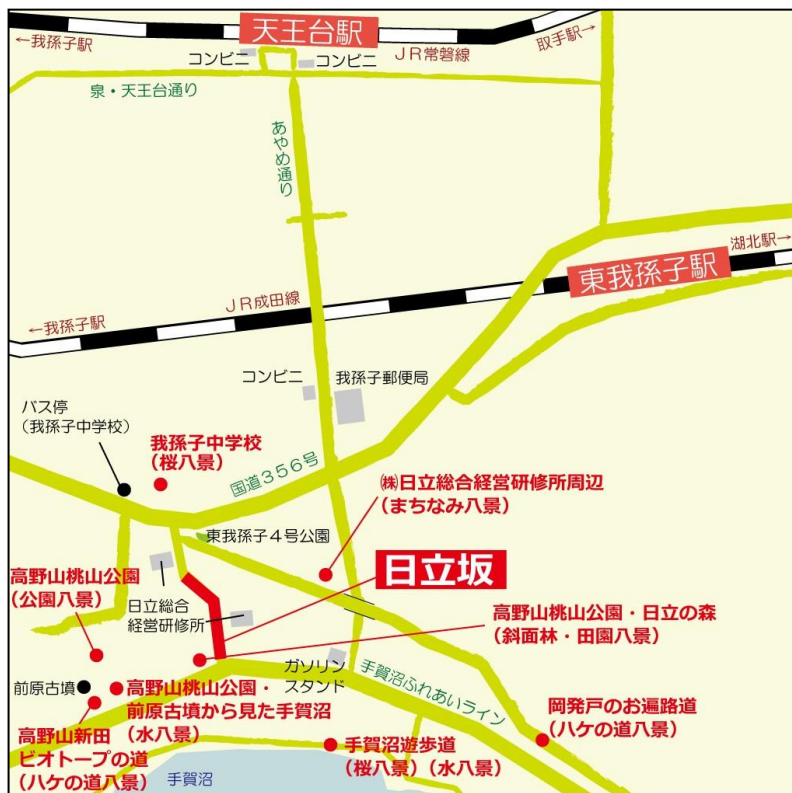 天王台駅
←我孫子駅
コンビニ
コンビニ
JR常磐線
取手駅→
泉・天王台通り
あやめ通り
湖北駅→
東我孫子駅
JR成田線
←我孫子駅
コンビニ
我孫子郵便局
バス停
(我孫子中学校)
我孫子中学校
(桜八景)
国道356号
㈱日立総合経営研修所周辺
(まちなみ八景)
東我孫子4号公園
日立坂
高野山桃山公園
(公園八景)
日立総合
経営研修所
高野山桃山公園・日立の森
(斜面林・田園八景)
ガソリン
スタンド
手賀沼ふれあいライン
前原古墳
高野山桃山公園・
前原古墳から見た手賀沼
(水八景)
岡発戸のお遍路道
(ハケの道八景)
高野山新田
ビオトープの道
(ハケの道八景)
手賀沼遊歩道
(桜八景)(水八景)
手賀沼